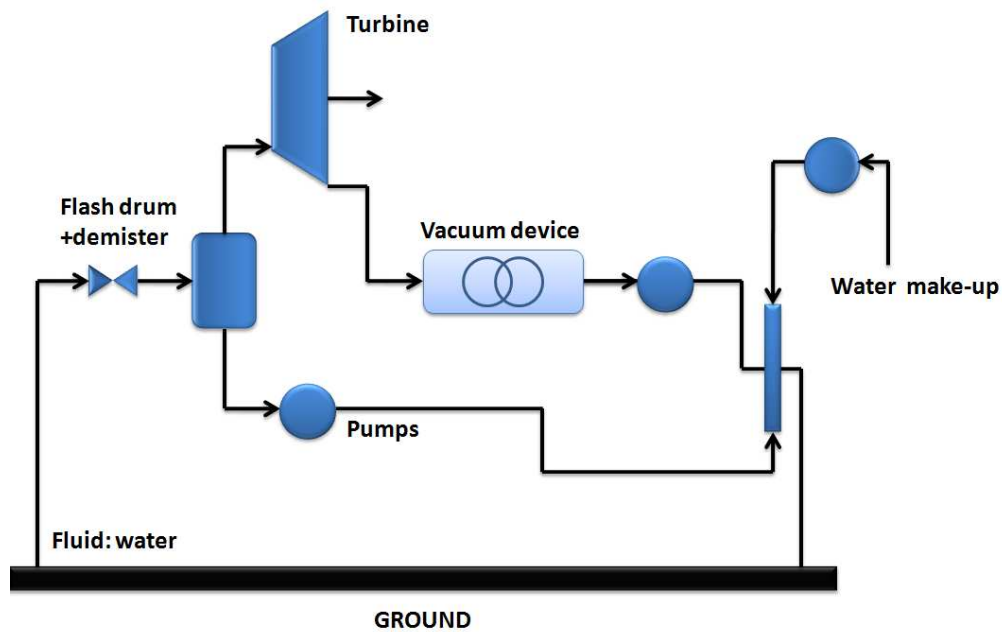 Turbine
Flash drum
+demister
Vacuum device
Water make-up
Pumps
Fluid: water
GROUND